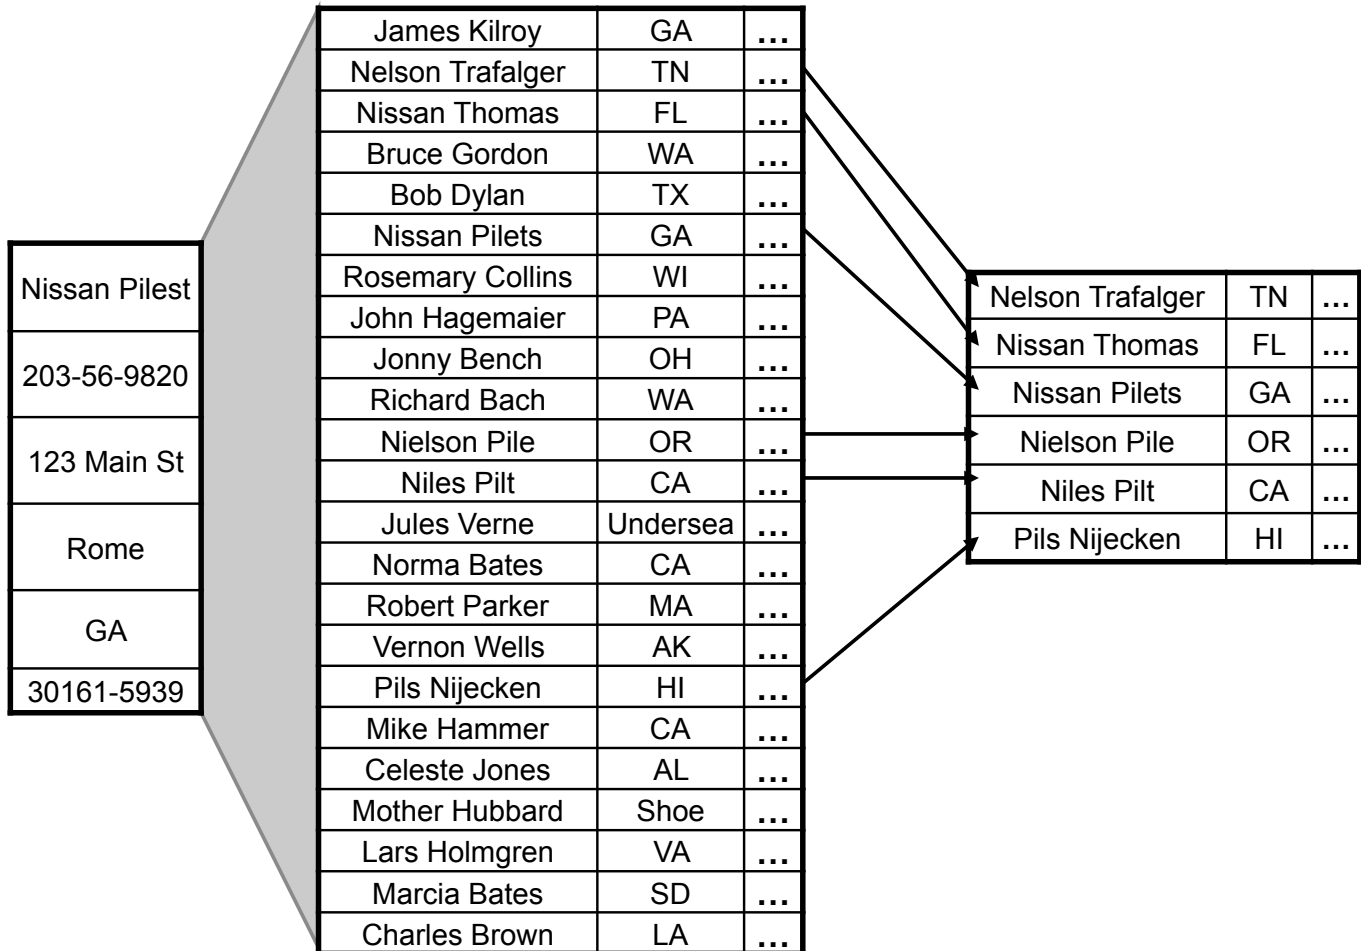 Nissan Pilest
203-56-9820
123 Main St
Rome
GA
30161-5939
James Kilroy GA ...
Nelson Trafalger TN ...
Nissan Thomas FL ...
Bruce Gordon WA ...
Bob Dylan TX ...
Nissan Pilets GA ...
Rosemary Collins WI ...
John Hagemaier PA ...
Jonny Bench OH ...
Richard Bach WA ...
Nielson Pile OR ...
Niles Pilt CA ...
Jules Verne Undersea ...
Norma Bates CA ...
Robert Parker MA ...
Vernon Wells AK ...
Pils Nijecken HI ...
Mike Hammer CA ...
Celeste Jones AL ...
Mother Hubbard Shoe ...
Lars Holmgren VA ...
Marcia Bates SD ...
Charles Brown LA ...
Nelson Trafalger TN ...
Nissan Thomas FL ...
Nissan Pilets GA ...
Nielson Pile OR ...
Niles Pilt CA ...
Pils Nijecken HI ...